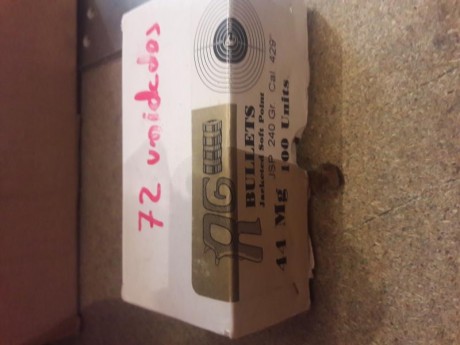 72 unidades
RG
BULLETS
Jacketed Soft Point
JSP 240 Gr Cal .429"
44 Mg 100 Units